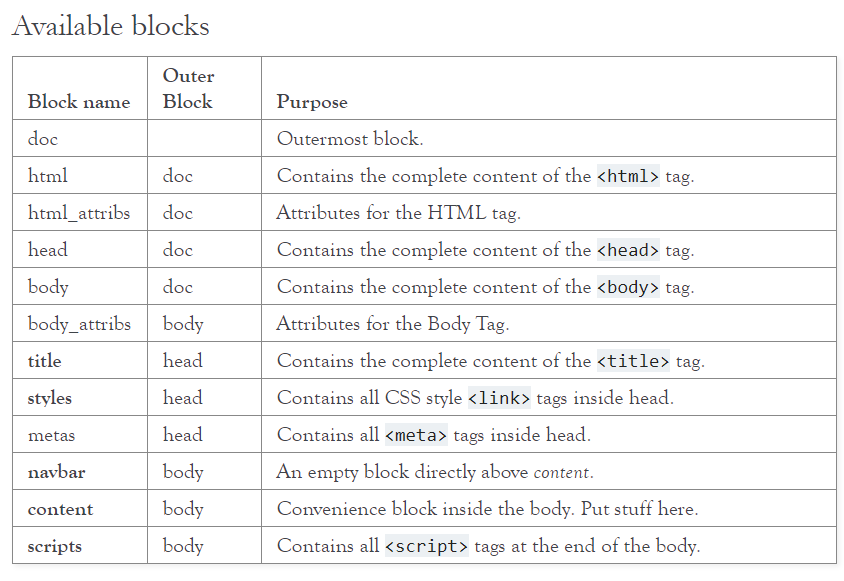 Available blocks
Block name Outer Block Purpose
doc Outermost block.
html doc Contains the complete content of the <html> tag.
html_attribs doc Attributes for the HTML tag.
head doc Contains the complete content of the <head> tag.
body doc Contains the complete content of the <body> tag.
body_attribs body Attributes for the Body Tag.
title head Contains the complete content of the <title> tag.
styles head Contains all CSS style <link> tags inside head.
metas head Contains all <meta> tags inside head.
navbar body An empty block directly above content.
content body Convenience block inside the body. Put stuff here.
scripts body Contains all <script> tags at the end of the body.